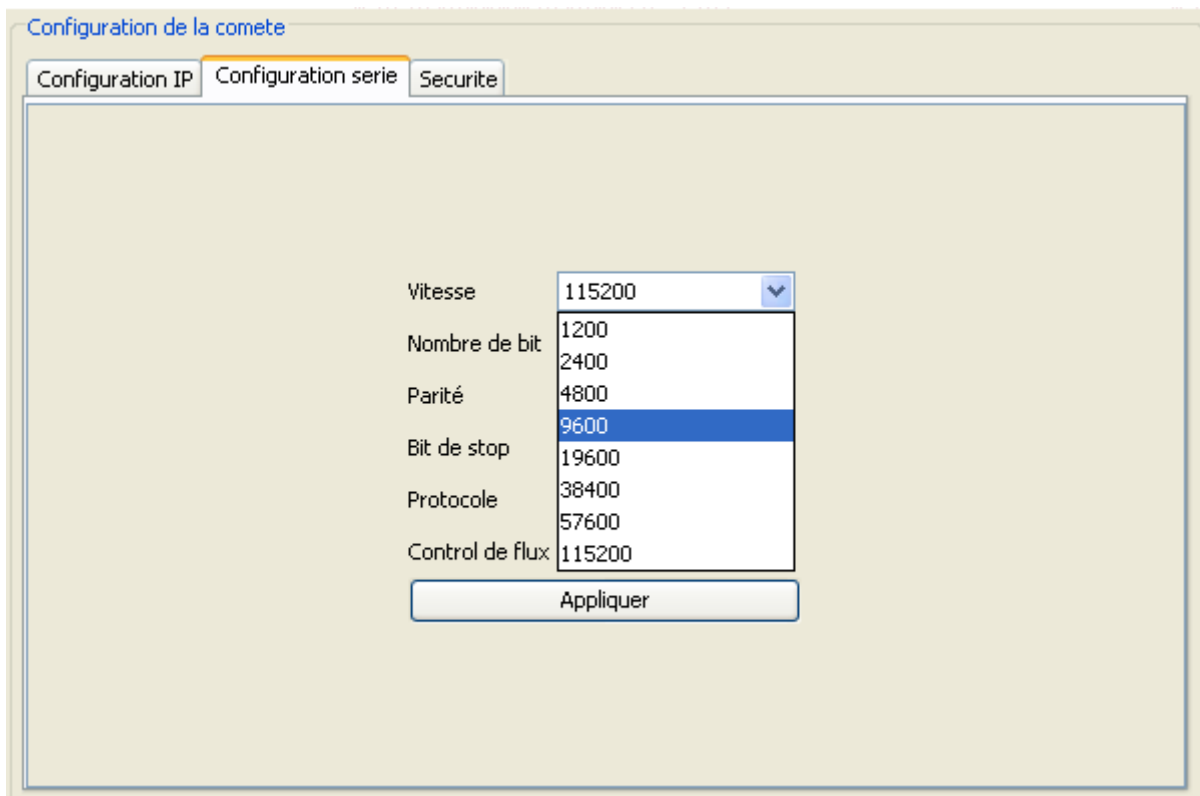 Configuration de la comete
Configuration IP Configuration serie Securite
Vitesse 115200
1200
Nombre de bit
2400
Parité 4800
9600
Bit de stop
19600
Protocole 38400
57600
Control de flux 115200
Appliquer